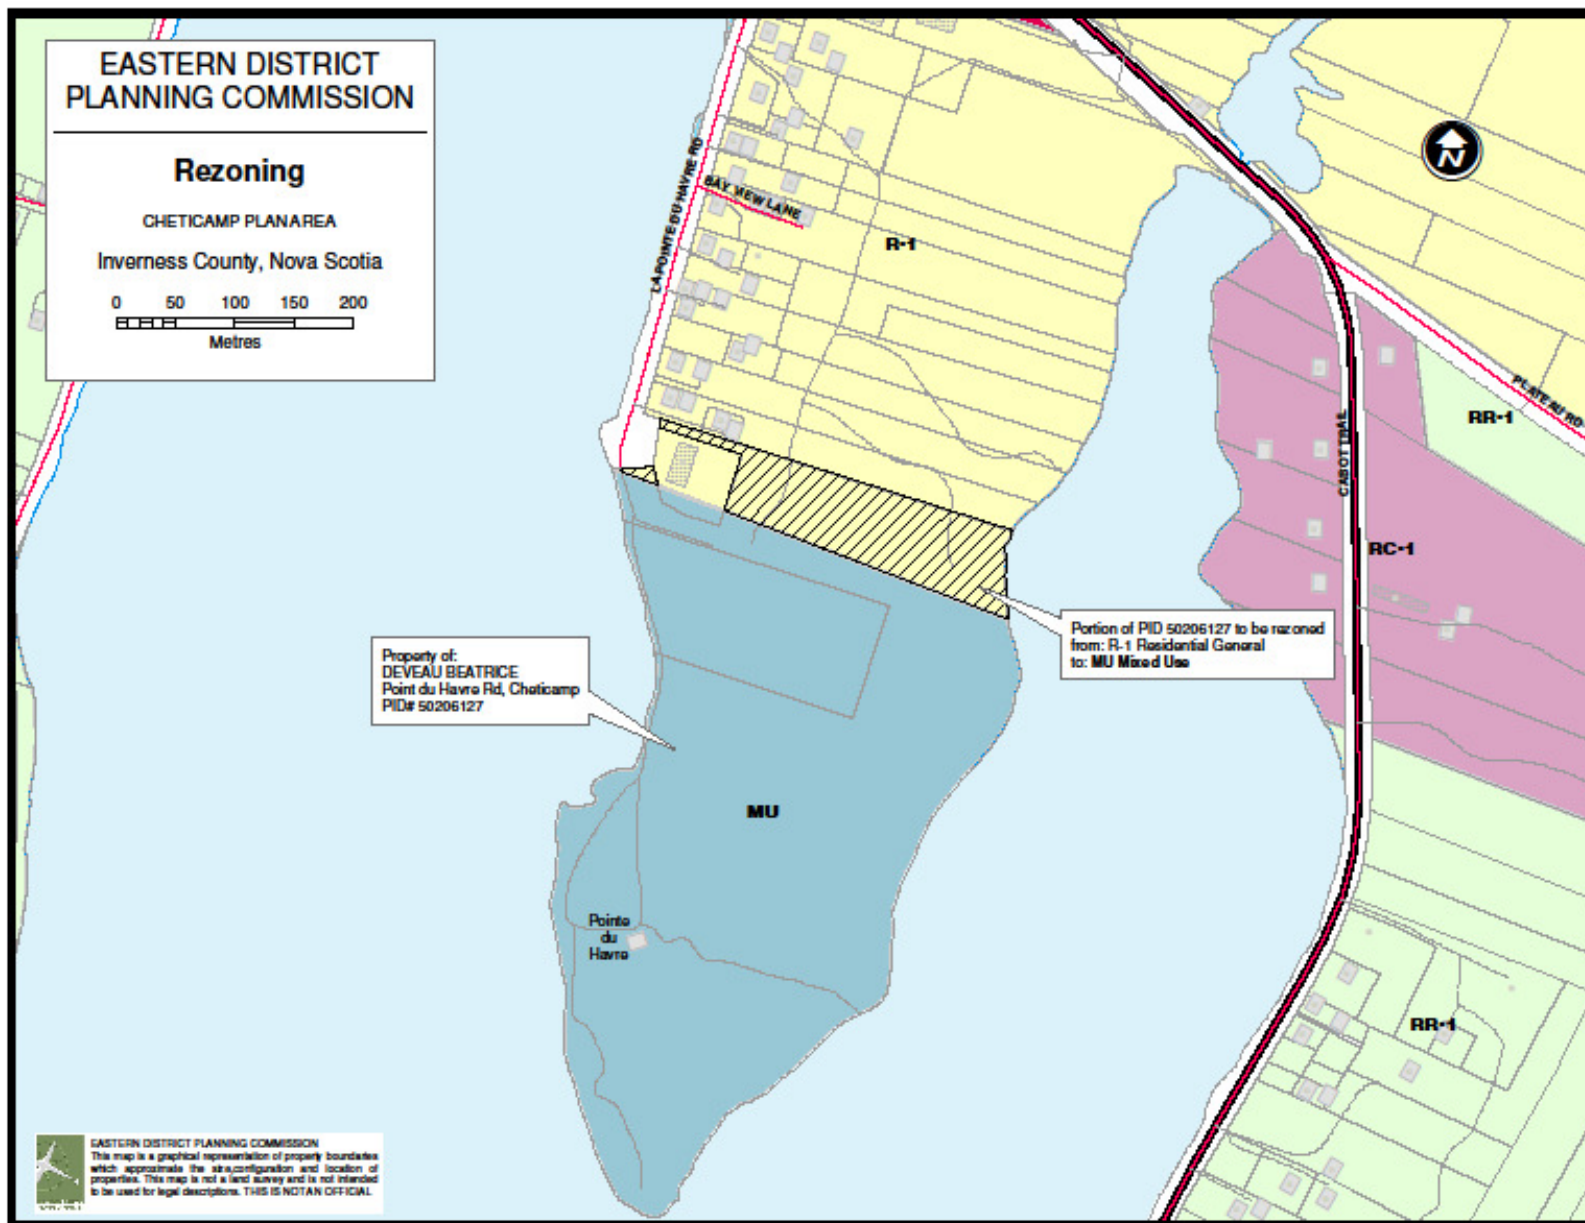 EASTERN DISTRICT
PLANNING COMMISSION
Rezoning
CHETICAMP PLAN AREA
Inverness County, Nova Scotia
0 50 100 150 200
Metres
LAPOINTE DU HAVRE RD
BAY VIEW LANE
R-1
N
PLATEAU RD
RR-1
CABOT TRAIL
RC-1
Portion of PID 50206127 to be rezoned
from: R-1 Residential General
to: MU Mixed Use
Property of:
DEVEAU BEATRICE
Point du Havre Rd, Cheticamp
PID# 50206127
MU
Pointe
du
Havre
RR-1
EASTERN DISTRICT PLANNING COMMISSION
This map is a graphical representation of property boundaries
which approximate the size,configuration and location of
properties. This map is not a land survey and is not intended
to be used for legal descriptions. THIS IS NOT AN OFFICIAL